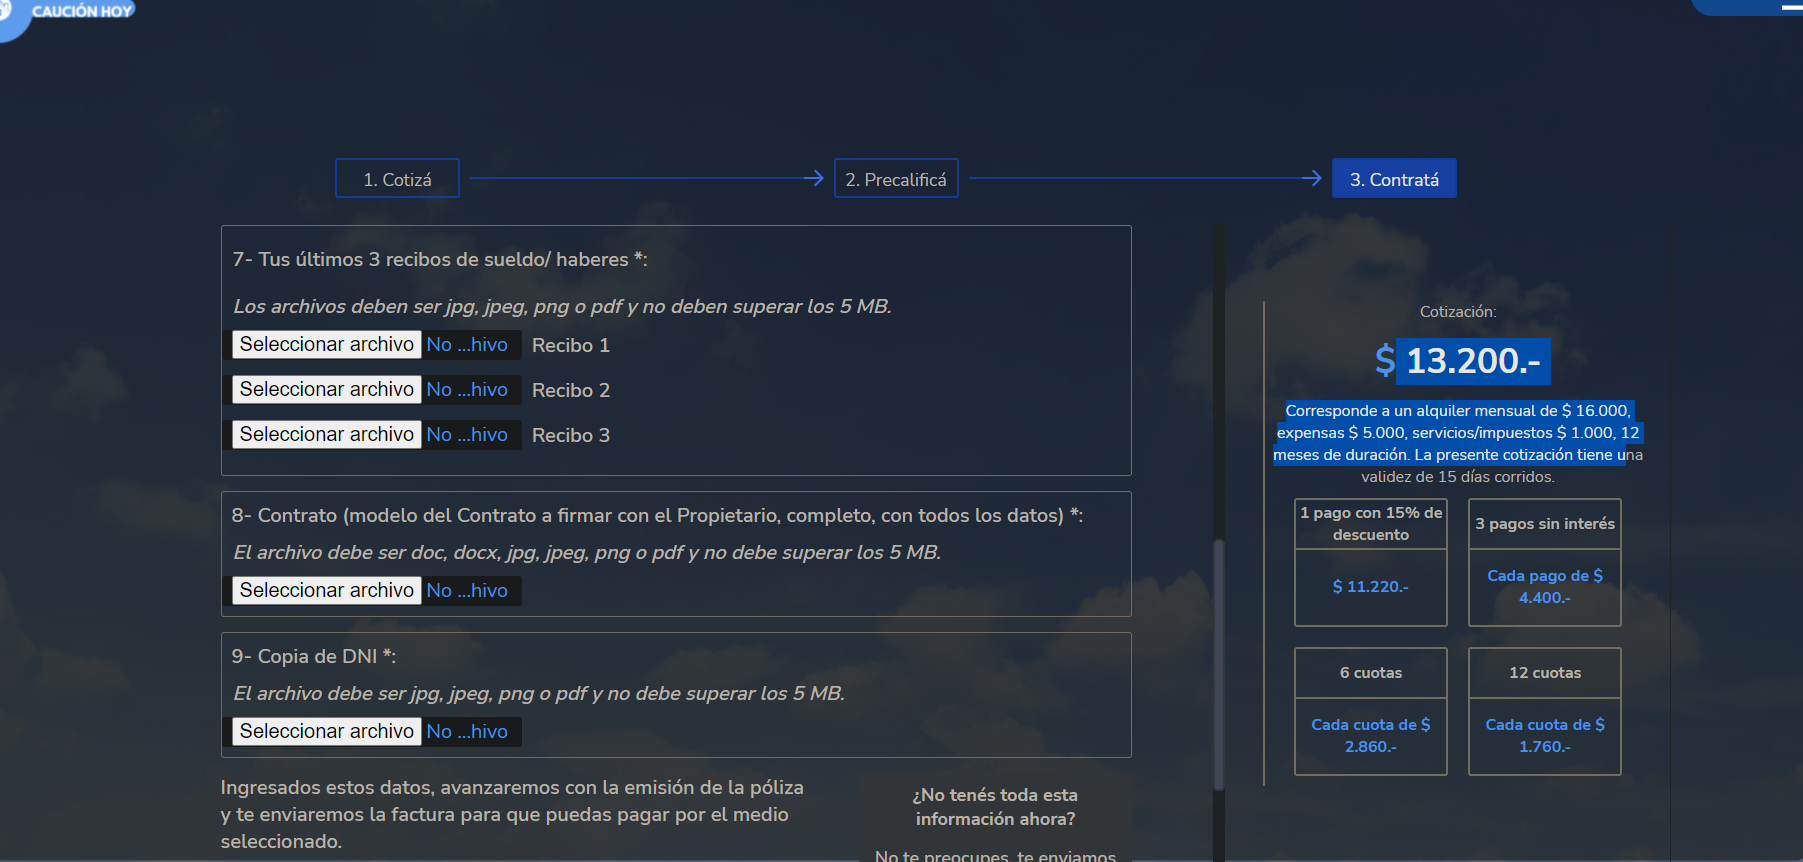 CAUCIÓN HOY
1. Cotizá
2. Precalificá
3. Contratá
7- Tus últimos 3 recibos de sueldo/ haberes *:
Los archivos deben ser jpg, jpeg, png o pdf y no deben superar los 5 MB.
Seleccionar archivo No ...hivo Recibo 1
Seleccionar archivo No ...hivo Recibo 2
Seleccionar archivo No ...hivo Recibo 3
8- Contrato (modelo del Contrato a firmar con el Propietario, completo, con todos los datos) *:
El archivo debe ser doc, docx, jpg, jpeg, png o pdf y no debe superar los 5 MB.
Seleccionar archivo No ...hivo
9- Copia de DNI *:
El archivo debe ser jpg, jpeg, png o pdf y no debe superar los 5 MB.
Seleccionar archivo No ...hivo
Ingresados estos datos, avanzaremos con la emisión de la póliza
y te enviaremos la factura para que puedas pagar por el medio
seleccionado.
¿No tenés toda esta
información ahora?
No te preocupes, te enviamos
Cotización:
$ 13.200.-
Corresponde a un alquiler mensual de $ 16.000,
expensas $ 5.000, servicios/impuestos $ 1.000, 12
meses de duración. La presente cotización tiene una
validez de 15 días corridos.
1 pago con 15% de
descuento
$ 11.220.-
3 pagos sin interés
Cada pago de $
4.400.-
6 cuotas
Cada cuota de $
2.860.-
12 cuotas
Cada cuota de $
1.760.-